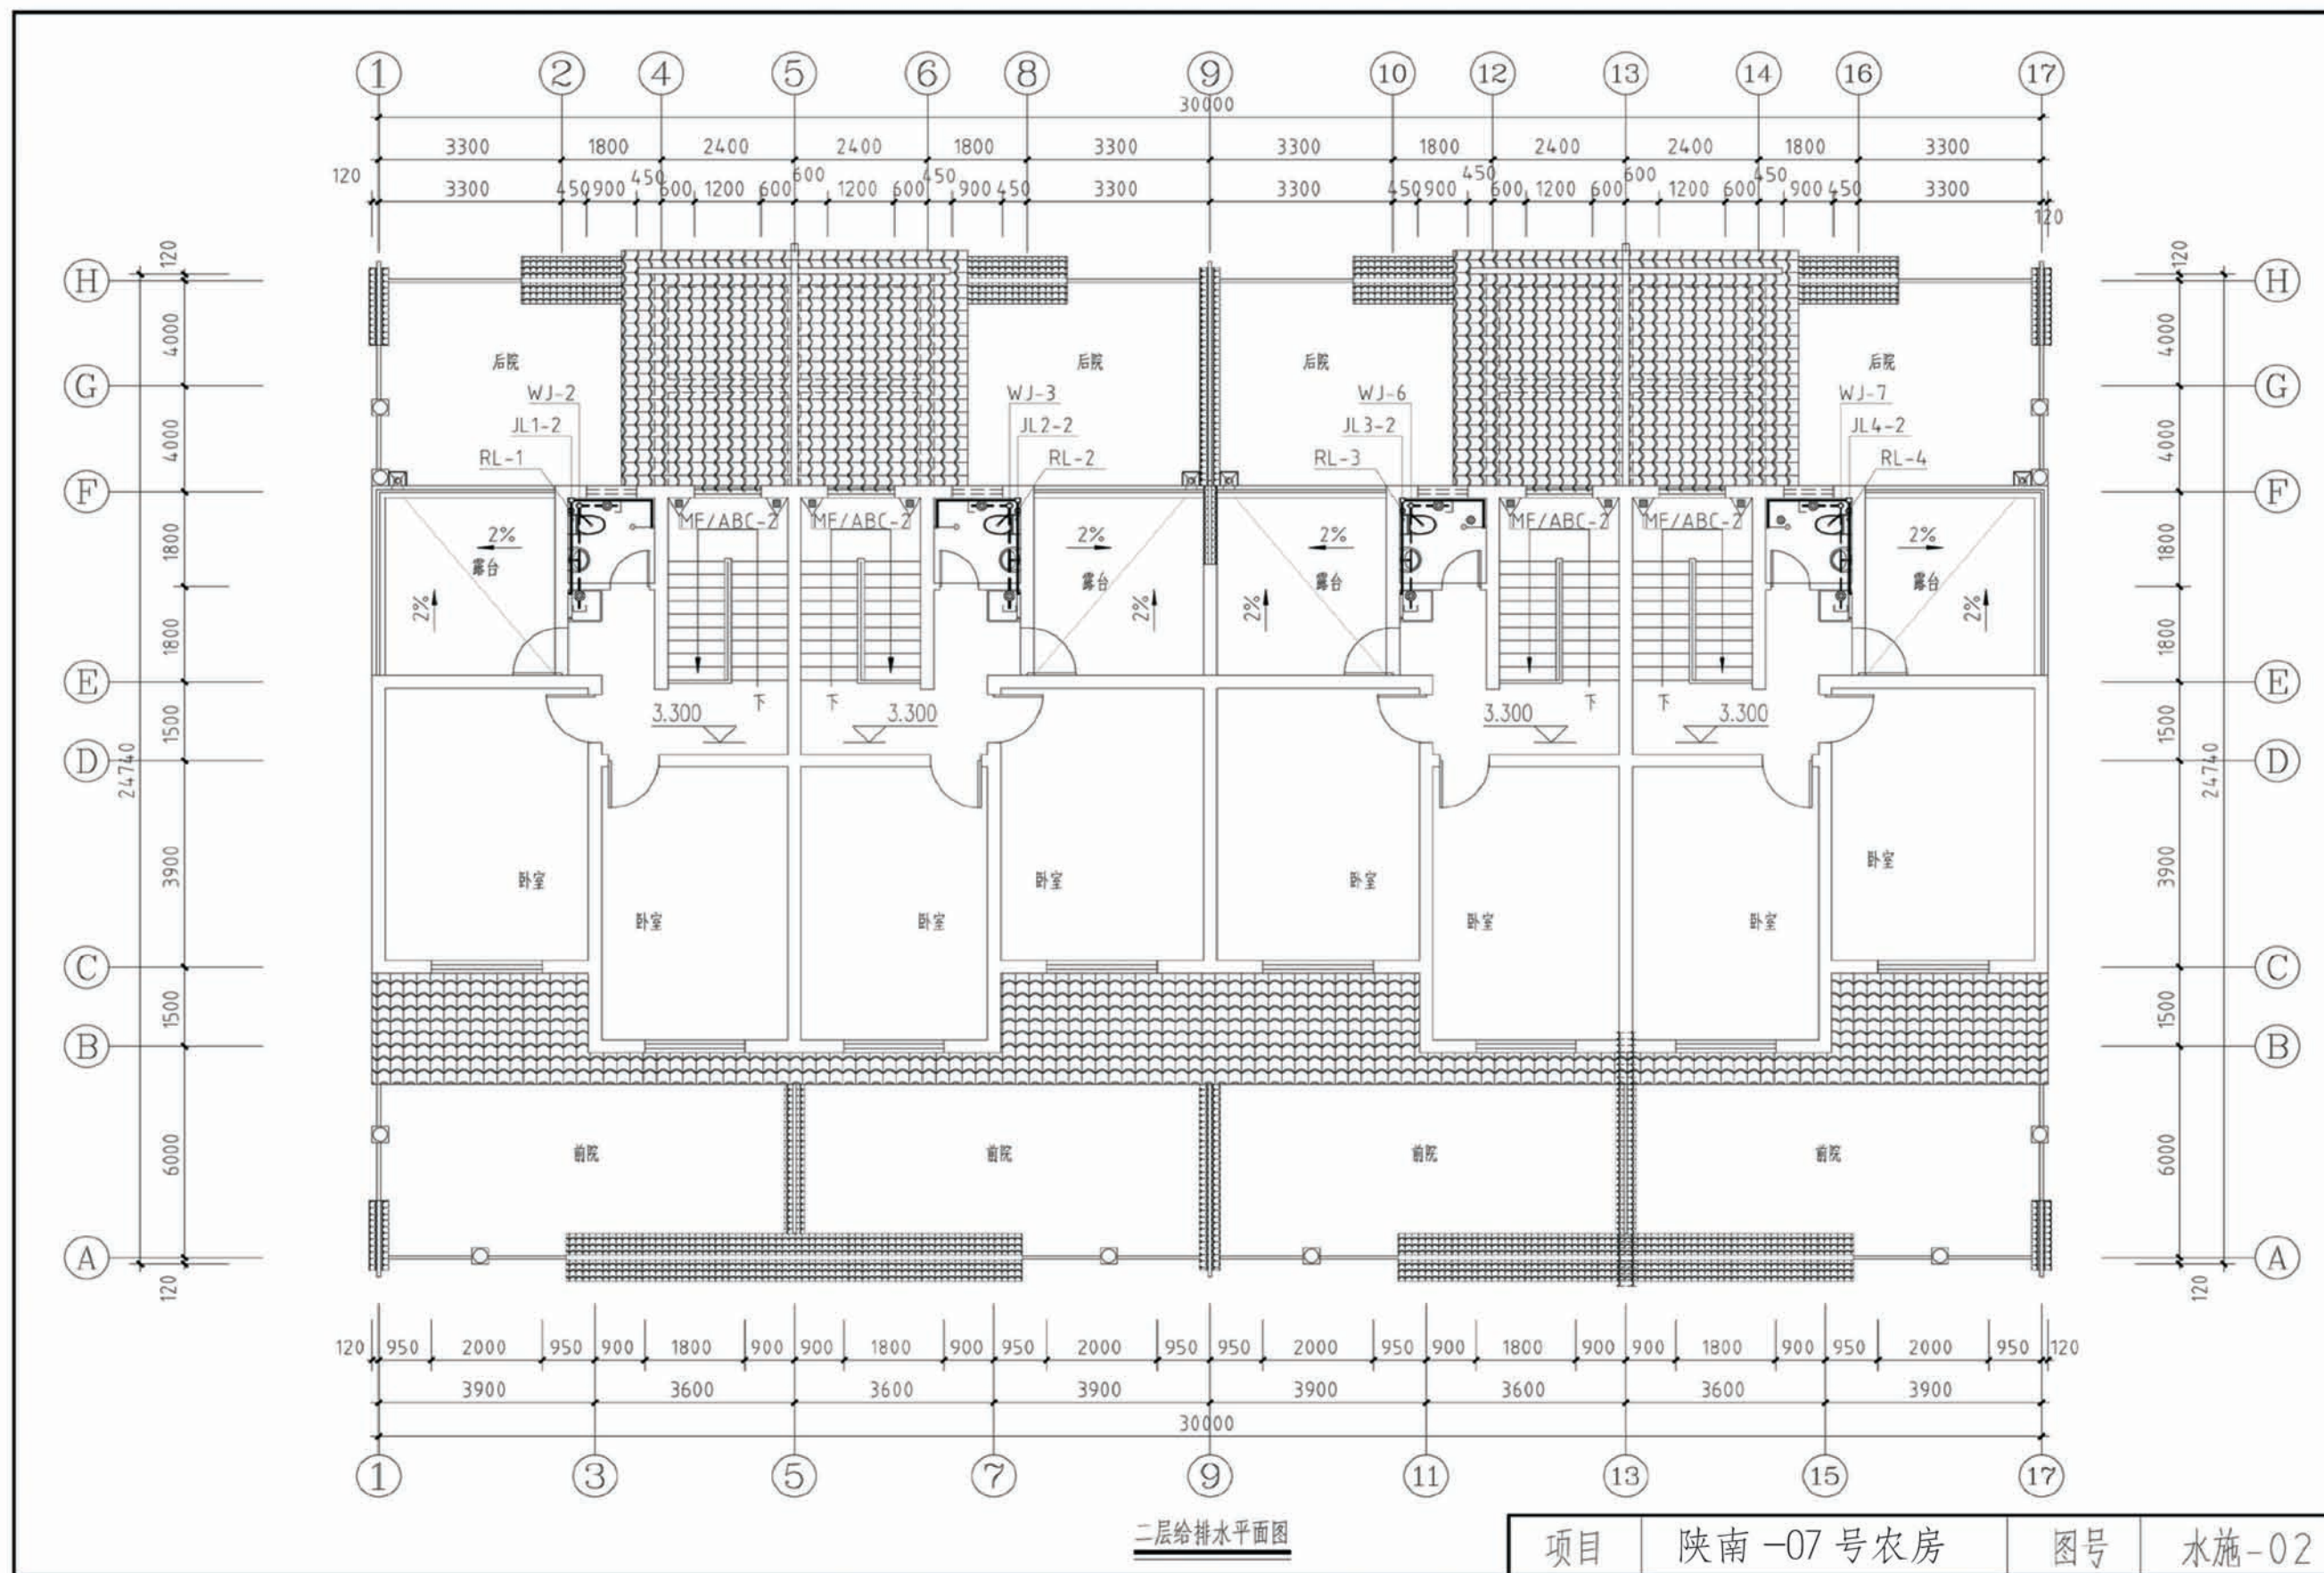 1 2 4 5 6 8 9 10 12 13 14 16 17
30000
3300 1800 2400 2400 1800 3300 3300 1800 2400 2400 1800 3300
120 3300 450 900 450 600 1200 600 600 1200 600 450 900 450 3300 3300 450 900 450 600 1200 600 600 1200 600 450 900 450 3300 120
120 120
H H
4000 4000
后院 后院 后院 后院
G G
WJ-2 WJ-3 WJ-6 WJ-7
JL1-2 JL2-2 JL3-2 JL4-2
4000 4000
RL-1 RL-2 RL-3 RL-4
F F
MF/ABC-2 MF/ABC-2 MF/ABC-2 MF/ABC-2
1800 2% 2% 2% 2% 1800
露台 露台 露台 露台
2% 2% 2% 2%
1800 1800
E E
下 下 下 下
1500 3.300 3.300 3.300 3.300 1500
D D
24740 24740
3900 3900
卧室 卧室 卧室 卧室
卧室 卧室 卧室 卧室
C C
1500 1500
B B
6000 前院 前院 前院 前院 6000
A A
120 120
120 950 2000 950 900 1800 900 900 1800 900 950 2000 950 950 2000 950 900 1800 900 900 1800 900 950 2000 950 120
3900 3600 3600 3900 3900 3600 3600 3900
30000
1 3 5 7 9 11 13 15 17
二层给排水平面图
项目 陕南-07号农房 图号 水施-02